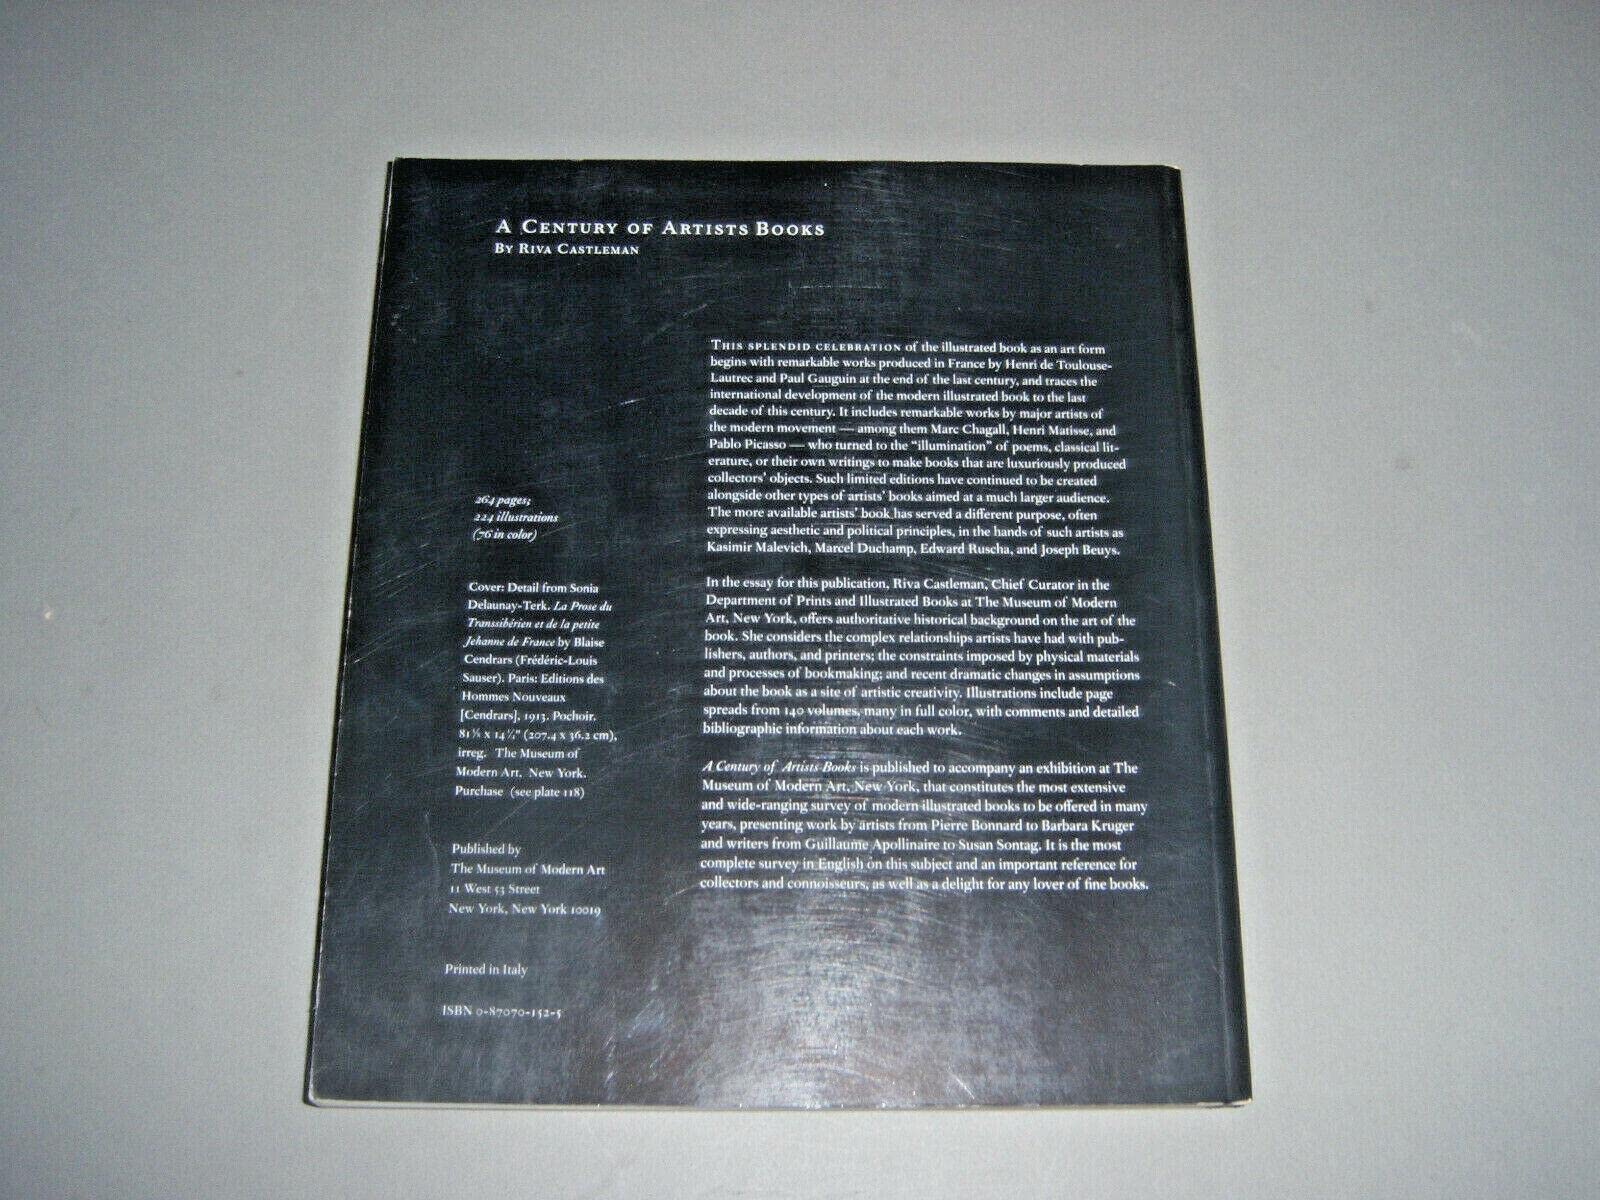 A CENTURY OF ARTISTS BOOKS
BY RIVA CASTLEMAN
THIS SPLENDID CELEBRATION of the illustrated book as an art form
begins with remarkable works produced in France by Henri de Toulouse-
Lautrec and Paul Gauguin at the end of the last century, and traces the
international development of the modern illustrated book to the last
decade of this century. It includes remarkable works by major artists of
the modern movement — among them Marc Chagall, Henri Matisse, and
Pablo Picasso — who turned to the "illumination" of poems, classical lit-
erature, or their own writings to make books that are luxuriously produced
collectors' objects. Such limited editions have continued to be created
alongside other types of artists' books aimed at a much larger audience.
The more available artists' book has served a different purpose, often
expressing aesthetic and political principles, in the hands of such artists as
Kasimir Malevich, Marcel Duchamp, Edward Ruscha, and Joseph Beuys.
In the essay for this publication, Riva Castleman, Chief Curator in the
Department of Prints and Illustrated Books at The Museum of Modern
Art, New York, offers authoritative historical background on the art of the
book. She considers the complex relationships artists have had with pub-
lishers, authors, and printers; the constraints imposed by physical materials
and processes of bookmaking; and recent dramatic changes in assumptions
about the book as a site of artistic creativity. Illustrations include page
spreads from 140 volumes, many in full color, with comments and detailed
bibliographic information about each work.
A Century of Artists Books is published to accompany an exhibition at The
Museum of Modern Art, New York, that constitutes the most extensive
and wide-ranging survey of modern illustrated books to be offered in many
years, presenting work by artists from Pierre Bonnard to Barbara Kruger
and writers from Guillaume Apollinaire to Susan Sontag. It is the most
complete survey in English on this subject and an important reference for
collectors and connoisseurs, as well as a delight for any lover of fine books.
264 pages;
224 illustrations
(76 in color)
Cover: Detail from Sonia
Delaunay-Terk. La Prose du
Transsibérien et de la petite
Jehanne de France by Blaise
Cendrars (Frédéric-Louis
Sauser). Paris: Editions des
Hommes Nouveaux
[Cendrars], 1913. Pochoir.
x 14 ¼" (207.4 x 36.2 cm),
irreg. The Museum of
Modern Art, New York.
Purchase (see plate 118)
Published by
The Museum of Modern Art
11 West 53 Street
New York, New York 10019
Printed in Italy
ISBN 0-87070-152-5